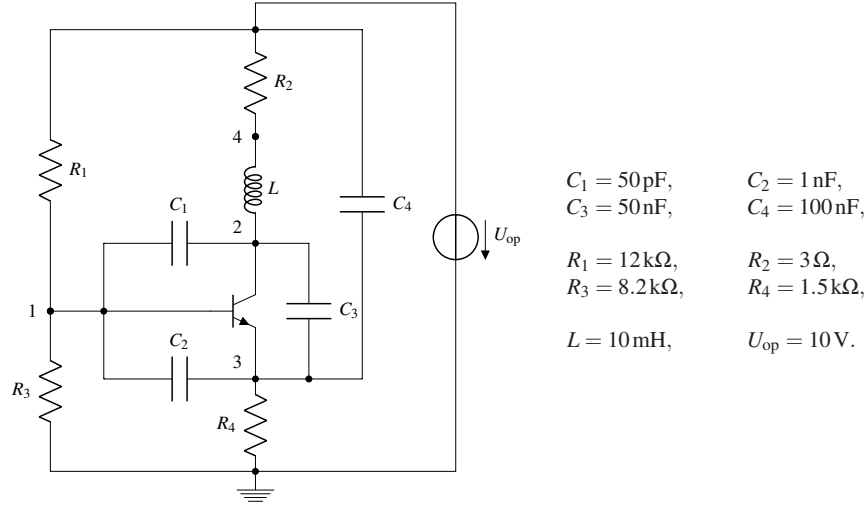 R₂
4
R₁
L
C₁
2
C₄
U_op
1
C₃
C₂
3
R₃
R₄
C₁ = 50 pF, C₂ = 1 nF,
C₃ = 50 nF, C₄ = 100 nF,
R₁ = 12 kΩ, R₂ = 3 Ω,
R₃ = 8.2 kΩ, R₄ = 1.5 kΩ,
L = 10 mH, U_op = 10 V.